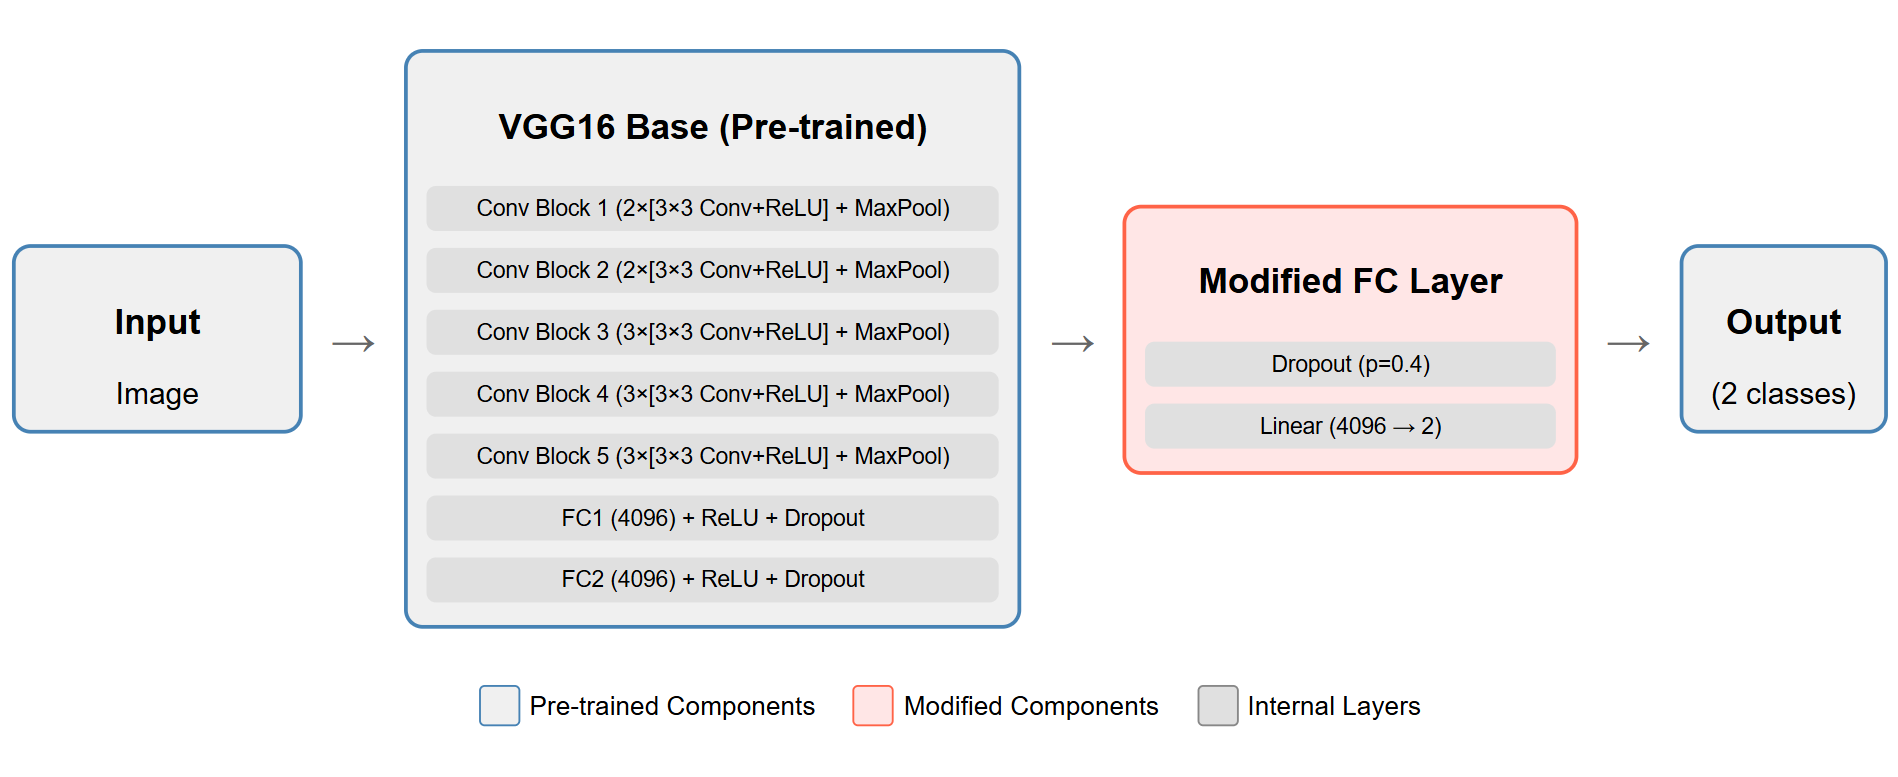 Input
Image
→
VGG16 Base (Pre-trained)
Conv Block 1 (2×[3×3 Conv+ReLU] + MaxPool)
Conv Block 2 (2×[3×3 Conv+ReLU] + MaxPool)
Conv Block 3 (3×[3×3 Conv+ReLU] + MaxPool)
Conv Block 4 (3×[3×3 Conv+ReLU] + MaxPool)
Conv Block 5 (3×[3×3 Conv+ReLU] + MaxPool)
FC1 (4096) + ReLU + Dropout
FC2 (4096) + ReLU + Dropout
→
Modified FC Layer
Dropout (p=0.4)
Linear (4096 → 2)
→
Output
(2 classes)
Pre-trained Components
Modified Components
Internal Layers